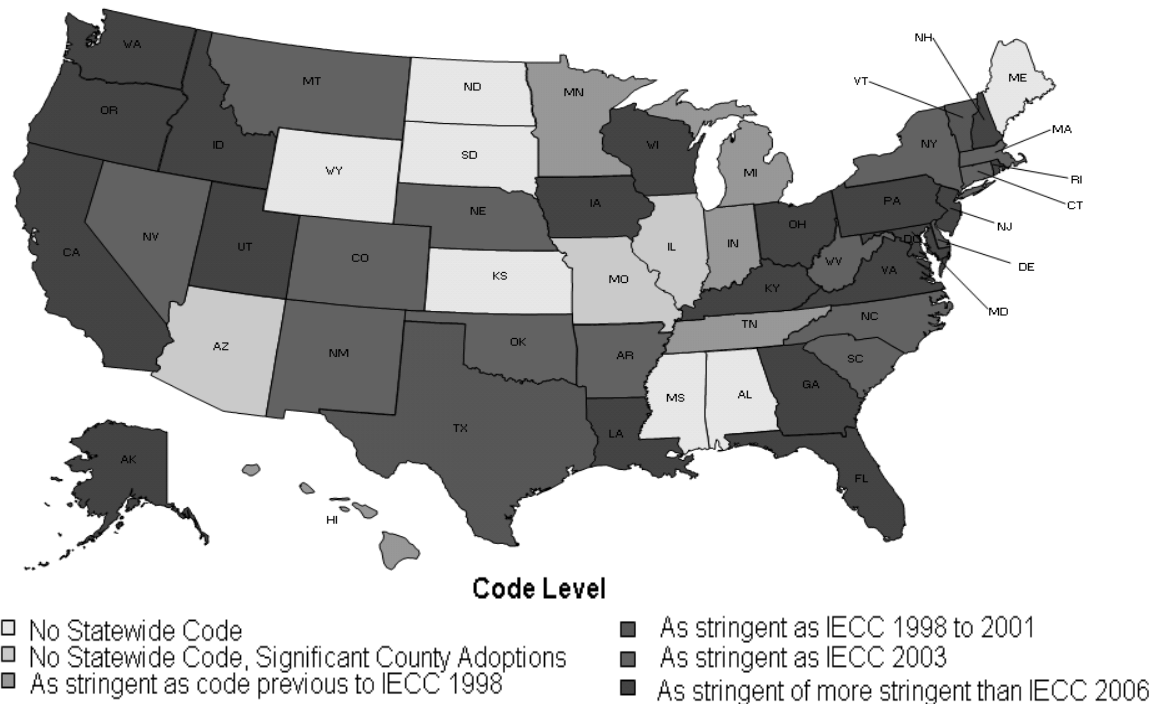 WA
MT
ND
MN
OR
ID
SD
WI
MI
WY
NE
IA
NH
VT
ME
NY
MA
RI
CT
PA
NJ
OH
DC
DE
MD
NV
UT
CO
CA
KS
MO
IL
IN
WV
VA
KY
AZ
NM
OK
AR
TN
NC
SC
MS
AL
GA
TX
LA
FL
AK
HI
Code Level
No Statewide Code
No Statewide Code, Significant County Adoptions
As stringent as code previous to IECC 1998
As stringent as IECC 1998 to 2001
As stringent as IECC 2003
As stringent of more stringent than IECC 2006